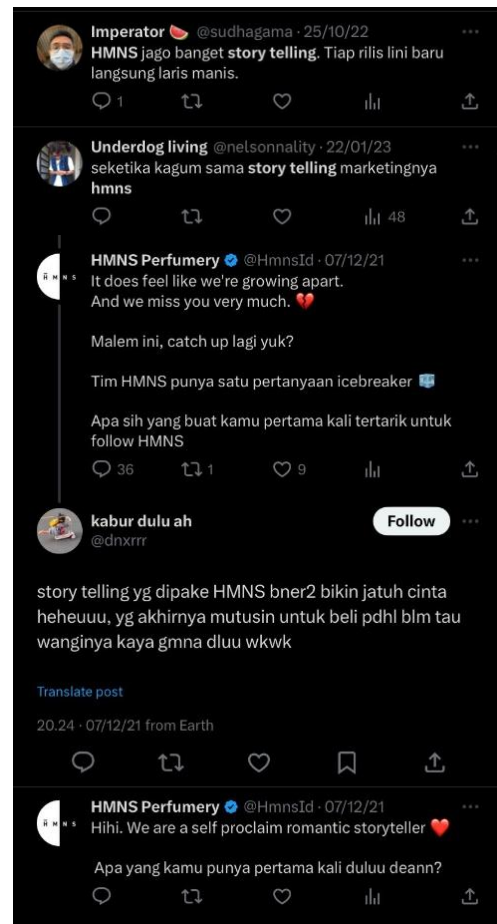 Imperator 🍉 @sudhagama · 25/10/22
HMNS jago banget story telling. Tiap rilis lini baru
langsung laris manis.
1
Underdog living @nelsonnality · 22/01/23
seketika kagum sama story telling marketingnya
hmns
48
HMNS
HMNS Perfumery @HmnsId · 07/12/21
It does feel like we're growing apart.
And we miss you very much. 💔
Malem ini, catch up lagi yuk?
Tim HMNS punya satu pertanyaan icebreaker 🧊
Apa sih yang buat kamu pertama kali tertarik untuk
follow HMNS
36 1 9
kabur dulu ah
@dnxrrr
Follow
story telling yg dipake HMNS bner2 bikin jatuh cinta
heheuuu, yg akhirnya mutusin untuk beli pdhl blm tau
wanginya kaya gmna dluu wkwk
Translate post
20.24 · 07/12/21 from Earth
HMNS
HMNS Perfumery @HmnsId · 07/12/21
Hihi. We are a self proclaim romantic storyteller ❤️
Apa yang kamu punya pertama kali duluu deann?